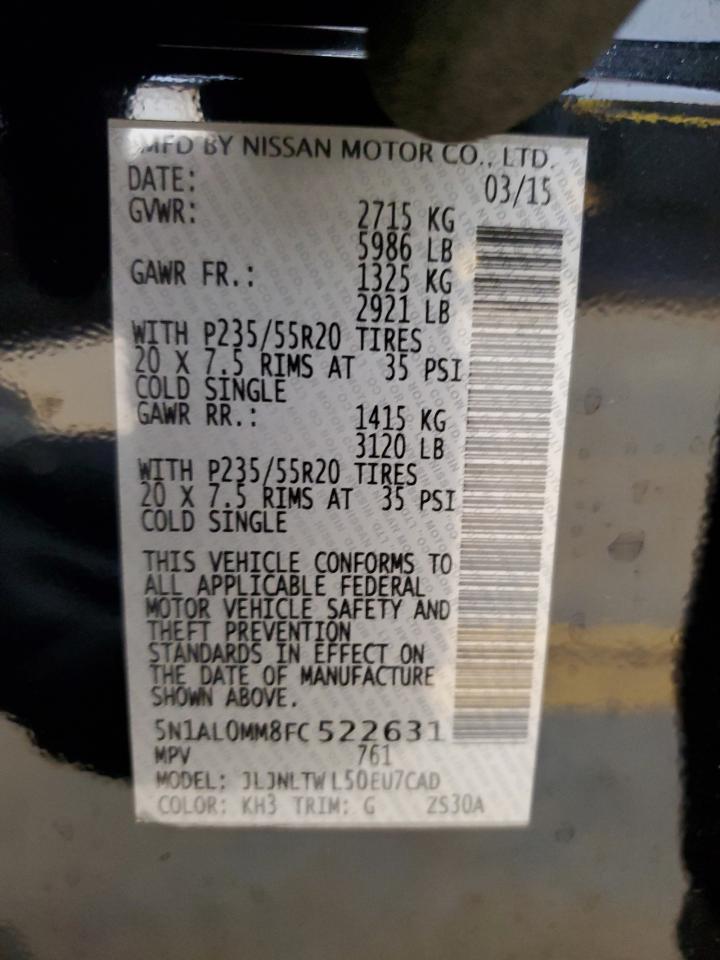 MFD BY NISSAN MOTOR CO., LTD.
DATE: 03/15
GVWR: 2715 KG
5986 LB
GAWR FR.: 1325 KG
2921 LB
WITH P235/55R20 TIRES
20 X 7.5 RIMS AT 35 PSI
COLD SINGLE
GAWR RR.: 1415 KG
3120 LB
WITH P235/55R20 TIRES
20 X 7.5 RIMS AT 35 PSI
COLD SINGLE
THIS VEHICLE CONFORMS TO
ALL APPLICABLE FEDERAL
MOTOR VEHICLE SAFETY AND
THEFT PREVENTION
STANDARDS IN EFFECT ON
THE DATE OF MANUFACTURE
SHOWN ABOVE.
5N1AL0MM8FC 522631
MPV 761
MODEL: JLJNLTW L50EU7CAD
COLOR: KH3 TRIM: G ZS30A